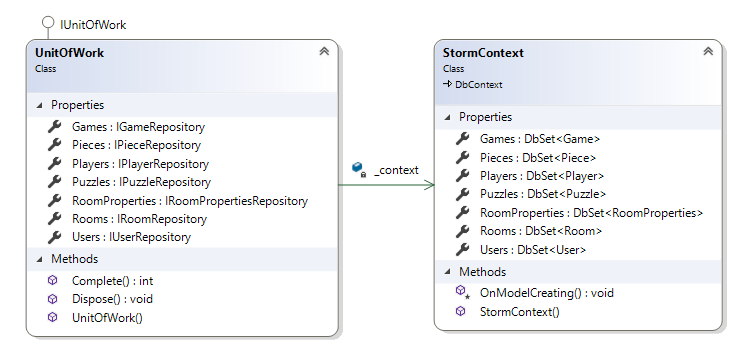 IUnitOfWork
UnitOfWork
Class
Properties
Games : IGameRepository
Pieces : IPieceRepository
Players : IPlayerRepository
Puzzles : IPuzzleRepository
RoomProperties : IRoomPropertiesRepository
Rooms : IRoomRepository
Users : IUserRepository
Methods
Complete() : int
Dispose() : void
UnitOfWork()
_context
StormContext
Class
DbContext
Properties
Games : DbSet<Game>
Pieces : DbSet<Piece>
Players : DbSet<Player>
Puzzles : DbSet<Puzzle>
RoomProperties : DbSet<RoomProperties>
Rooms : DbSet<Room>
Users : DbSet<User>
Methods
OnModelCreating() : void
StormContext()